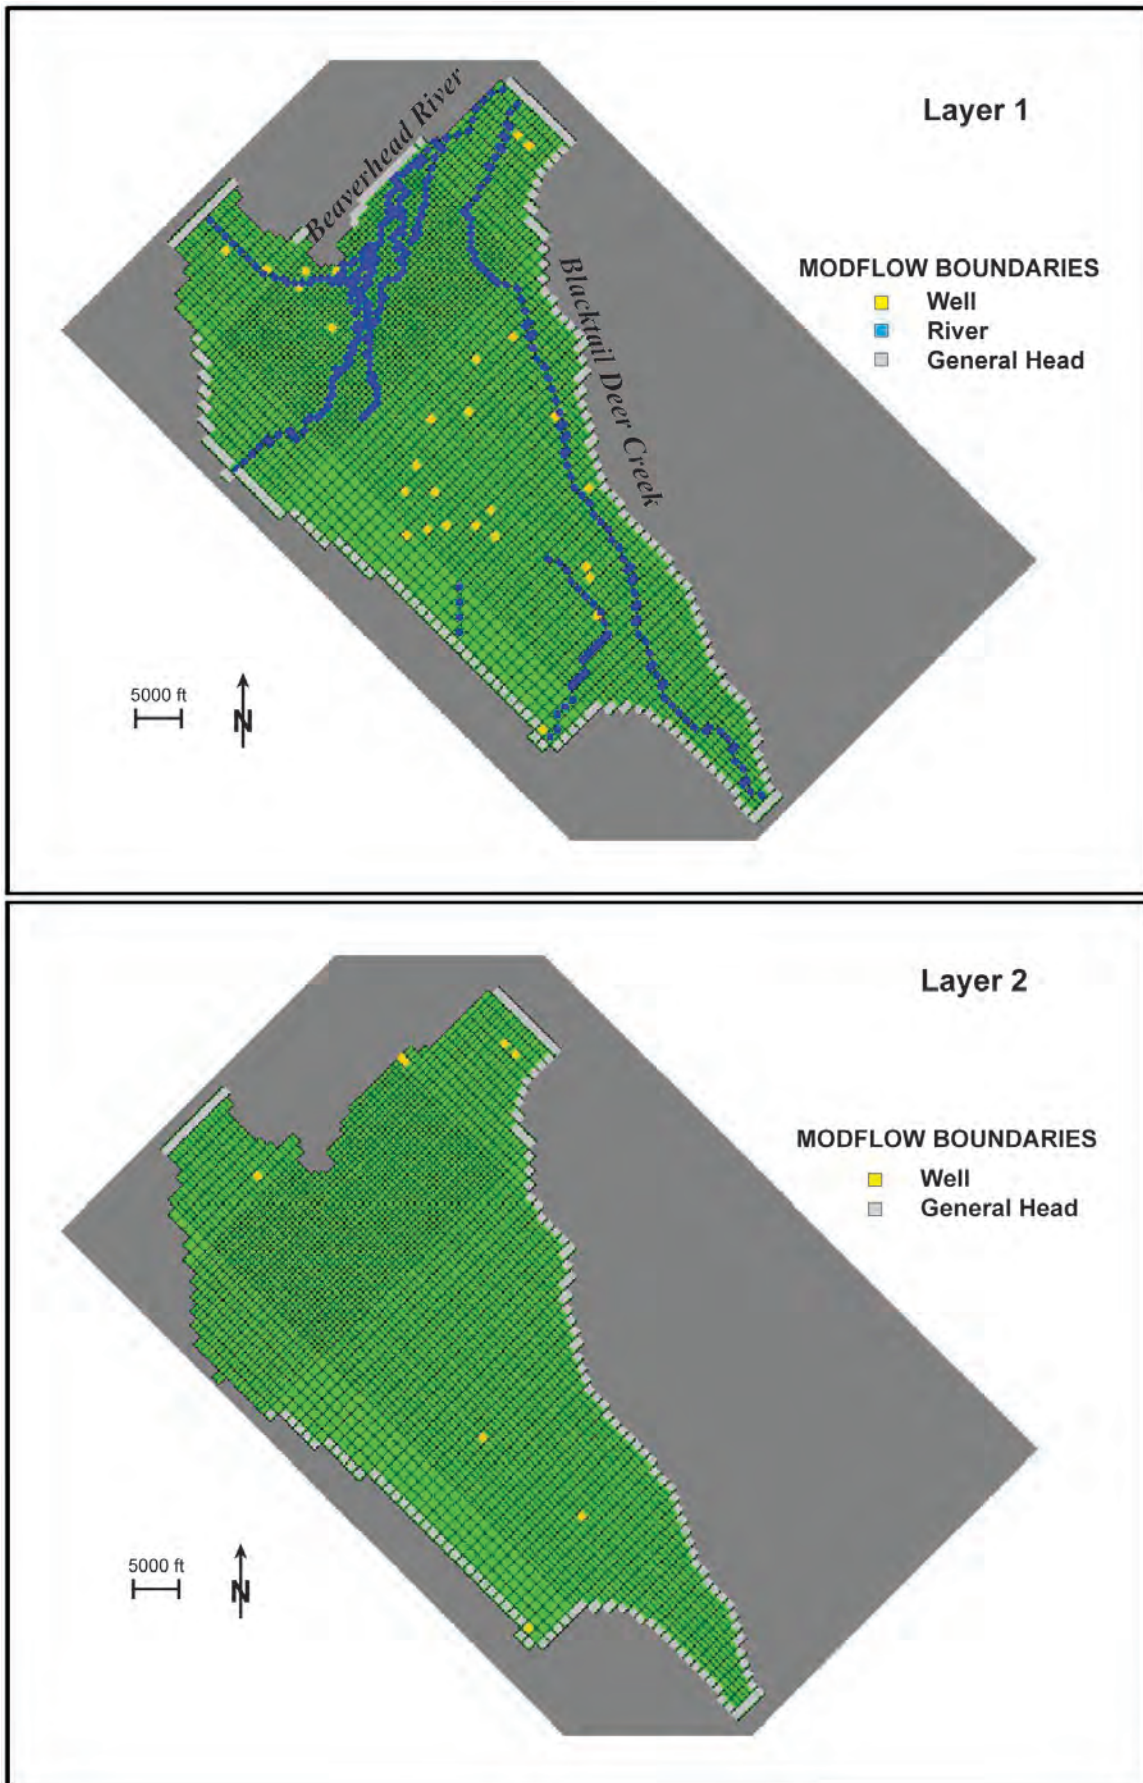 Layer 1
Beaverhead River
Blacktail Deer Creek
MODFLOW BOUNDARIES
Well
River
General Head
5000 ft
N
Layer 2
MODFLOW BOUNDARIES
Well
General Head
5000 ft
N